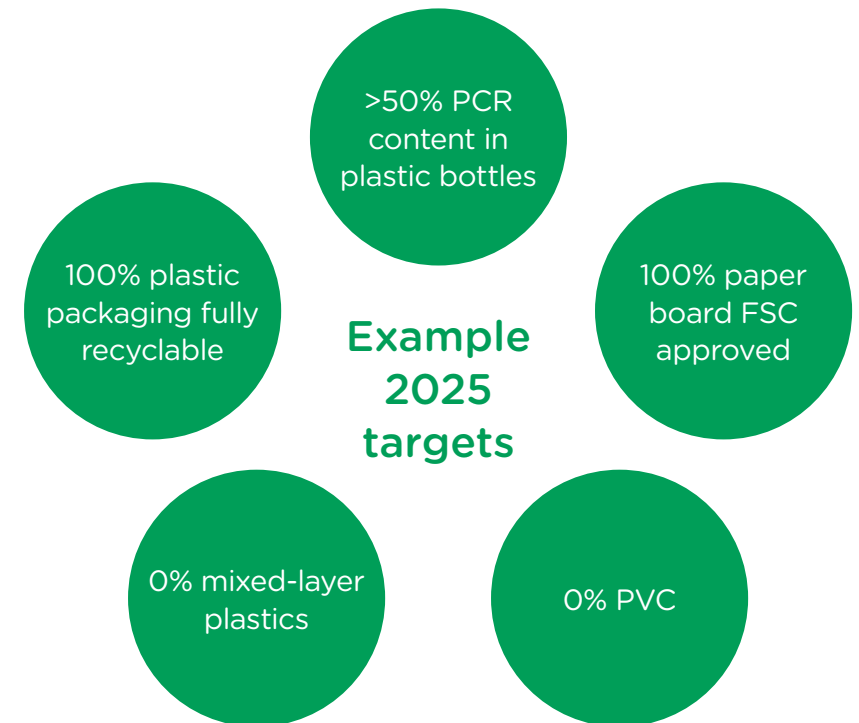 >50% PCR
content in
plastic bottles
100% plastic
packaging fully
recyclable
100% paper
board FSC
approved
Example
2025
targets
0% mixed-layer
plastics
0% PVC